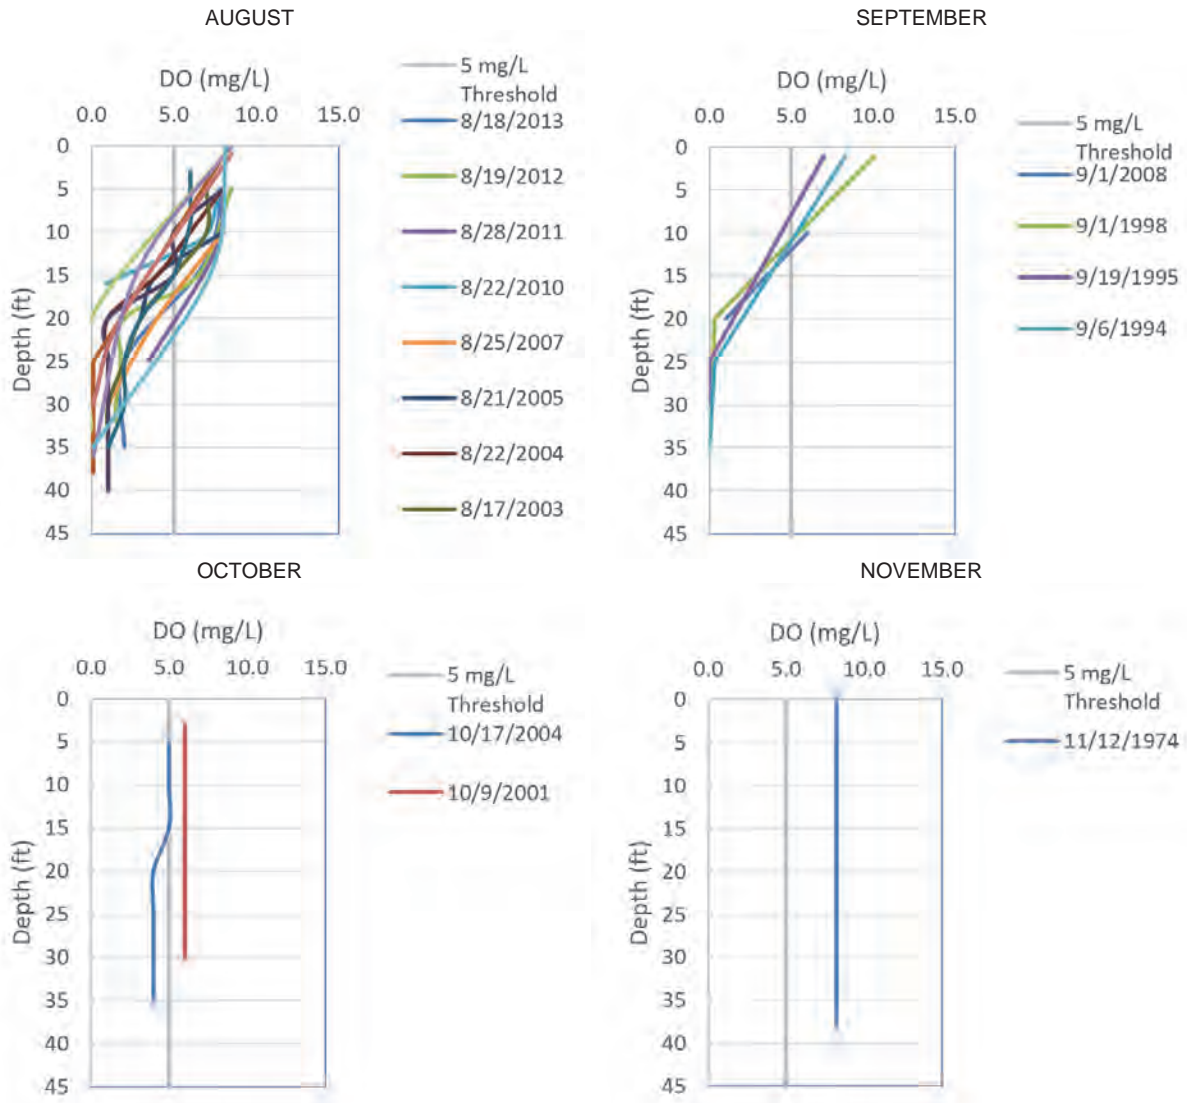 AUGUST
DO (mg/L)
0.0 5.0 10.0 15.0
0
5
10
15
20
25
30
35
40
45
Depth (ft)
5 mg/L
Threshold
8/18/2013
8/19/2012
8/28/2011
8/22/2010
8/25/2007
8/21/2005
8/22/2004
8/17/2003
SEPTEMBER
DO (mg/L)
0.0 5.0 10.0 15.0
0
5
10
15
20
25
30
35
40
45
Depth (ft)
5 mg/L
Threshold
9/1/2008
9/1/1998
9/19/1995
9/6/1994
OCTOBER
DO (mg/L)
0.0 5.0 10.0 15.0
0
5
10
15
20
25
30
35
40
45
Depth (ft)
5 mg/L
Threshold
10/17/2004
10/9/2001
NOVEMBER
DO (mg/L)
0.0 5.0 10.0 15.0
0
5
10
15
20
25
30
35
40
45
Depth (ft)
5 mg/L
Threshold
11/12/1974